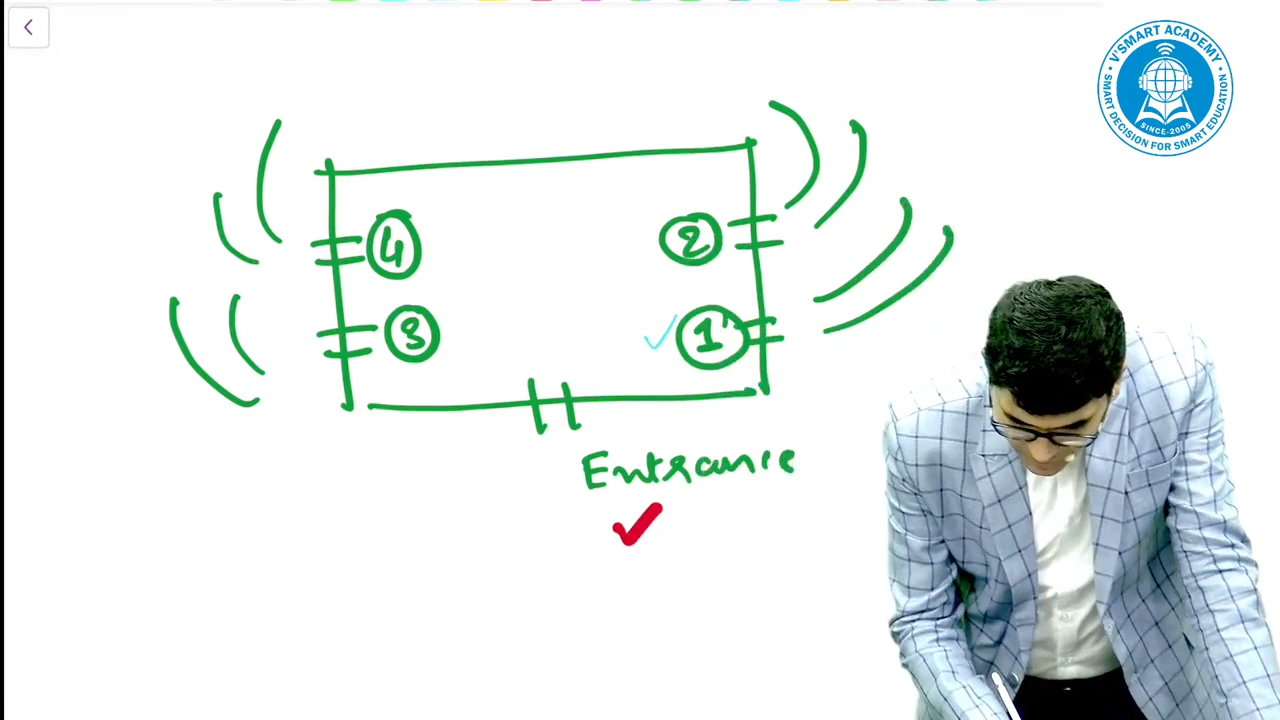 V'SMART ACADEMY
SMART DECISION FOR SMART EDUCATION
SINCE-2005
4
2
3
1
Entrance